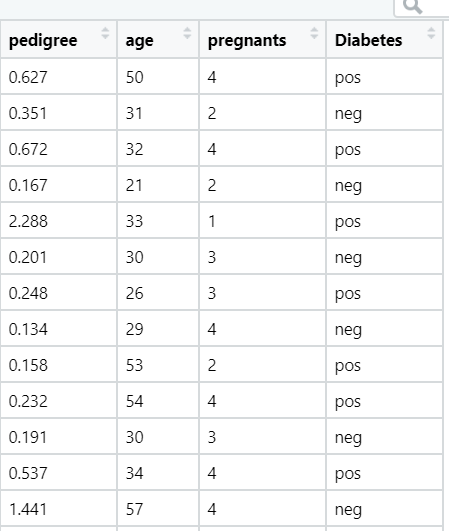 pedigree age pregnants Diabetes
0.627 50 4 pos
0.351 31 2 neg
0.672 32 4 pos
0.167 21 2 neg
2.288 33 1 pos
0.201 30 3 neg
0.248 26 3 pos
0.134 29 4 neg
0.158 53 2 pos
0.232 54 4 pos
0.191 30 3 neg
0.537 34 4 pos
1.441 57 4 neg